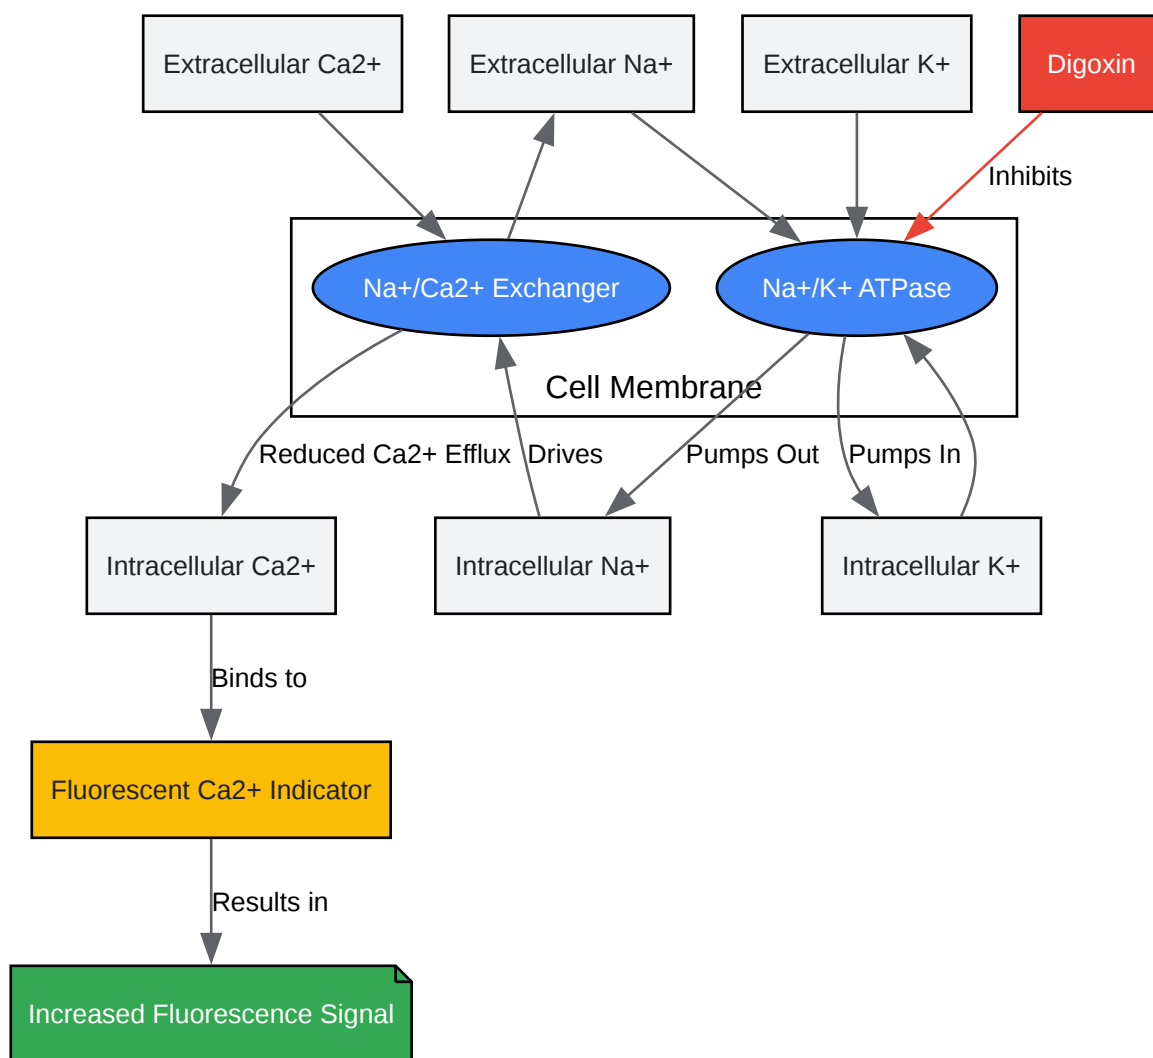 Extracellular Ca2+
Extracellular Na+
Extracellular K+
Digoxin
Inhibits
Na+/Ca2+ Exchanger
Na+/K+ ATPase
Cell Membrane
Reduced Ca2+ Efflux
Drives
Pumps Out
Pumps In
Intracellular Ca2+
Intracellular Na+
Intracellular K+
Binds to
Fluorescent Ca2+ Indicator
Results in
Increased Fluorescence Signal